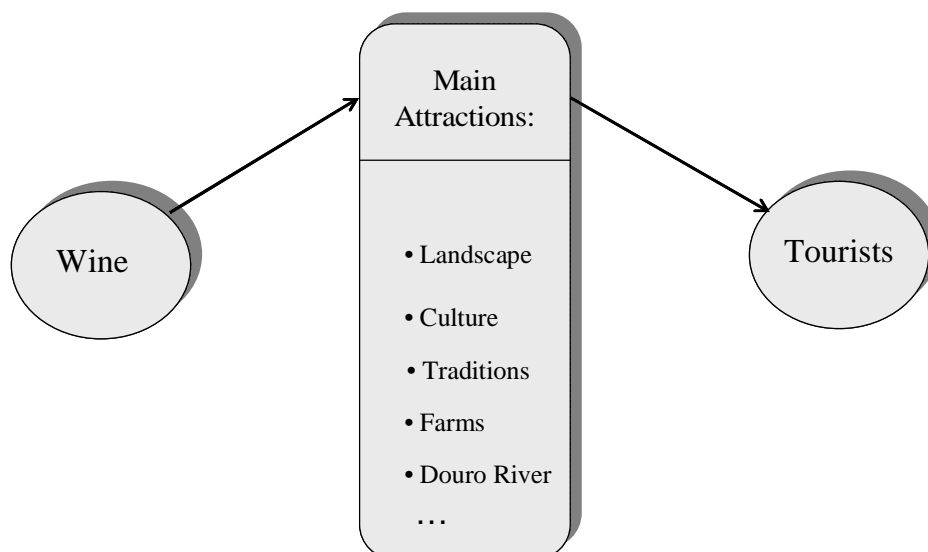 Main
Attractions:
Wine
• Landscape
• Culture
• Traditions
• Farms
• Douro River
...
Tourists